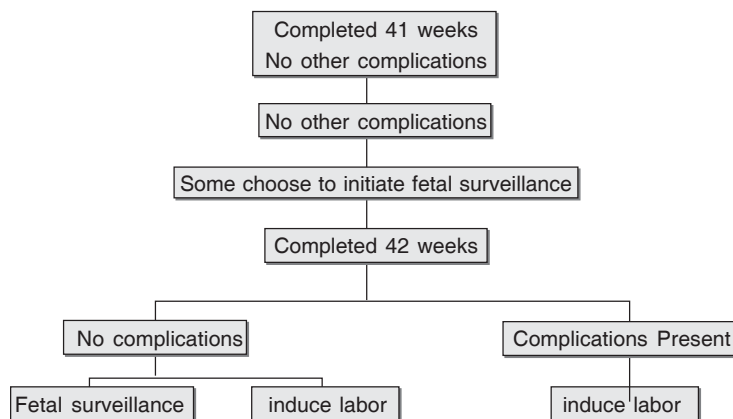 Completed 41 weeks
No other complications
No other complications
Some choose to initiate fetal surveillance
Completed 42 weeks
No complications
Complications Present
Fetal surveillance
induce labor
induce labor